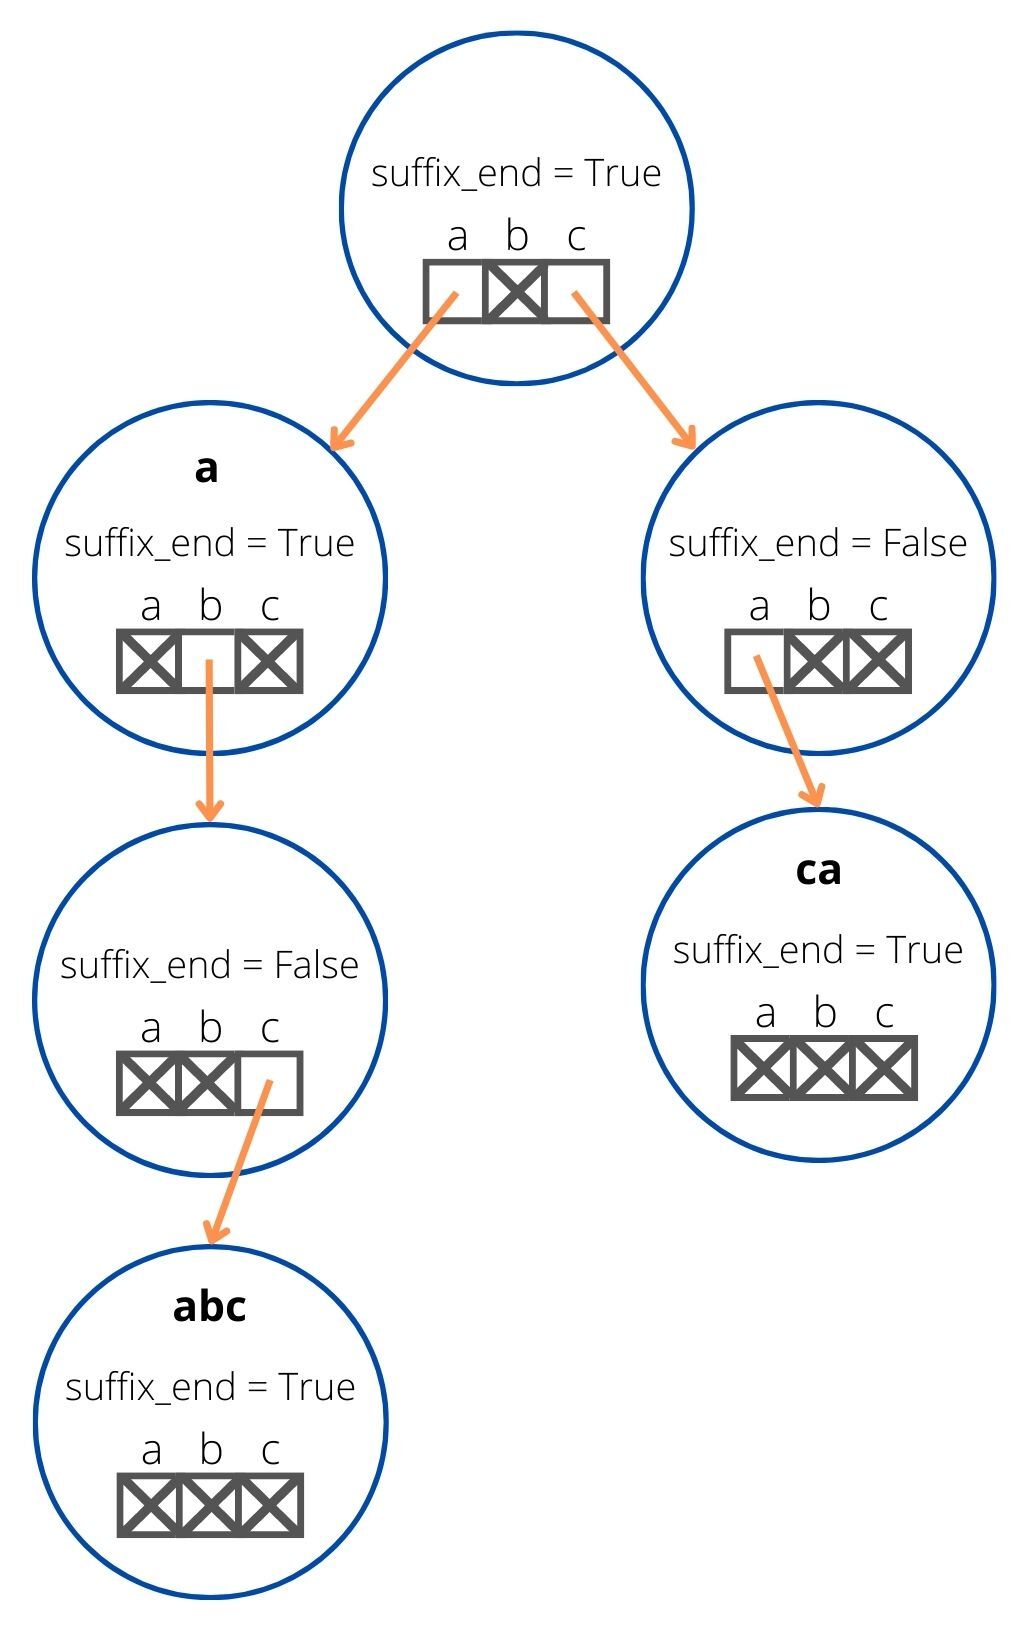 suffix_end = True
a b c
a
suffix_end = True
a b c
suffix_end = False
a b c
suffix_end = False
a b c
ca
suffix_end = True
a b c
abc
suffix_end = True
a b c